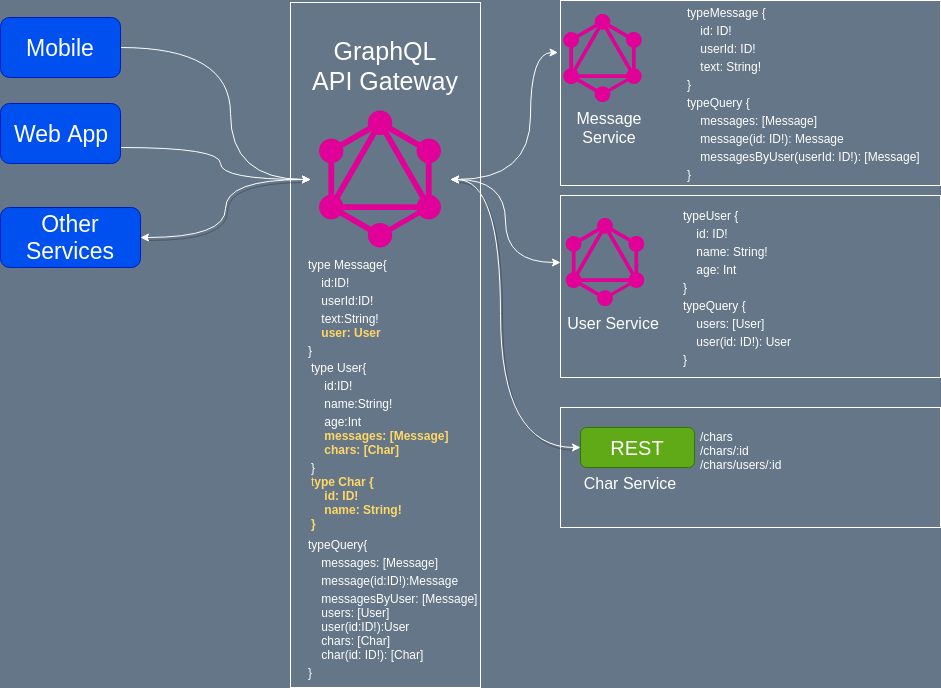 Mobile
Web App
Other
Services
GraphQL
API Gateway
type Message{
id:ID!
userId:ID!
text:String!
user: User
}
type User{
id:ID!
name:String!
age:Int
messages: [Message]
chars: [Char]
}
type Char {
id: ID!
name: String!
}
typeQuery{
messages: [Message]
message(id:ID!):Message
messagesByUser: [Message]
users: [User]
user(id:ID!):User
chars: [Char]
char(id: ID!): [Char]
}
Message
Service
typeMessage {
id: ID!
userId: ID!
text: String!
}
typeQuery {
messages: [Message]
message(id: ID!): Message
messagesByUser(userId: ID!): [Message]
}
User Service
typeUser {
id: ID!
name: String!
age: Int
}
typeQuery {
users: [User]
user(id: ID!): User
}
REST
Char Service
/chars
/chars/:id
/chars/users/:id